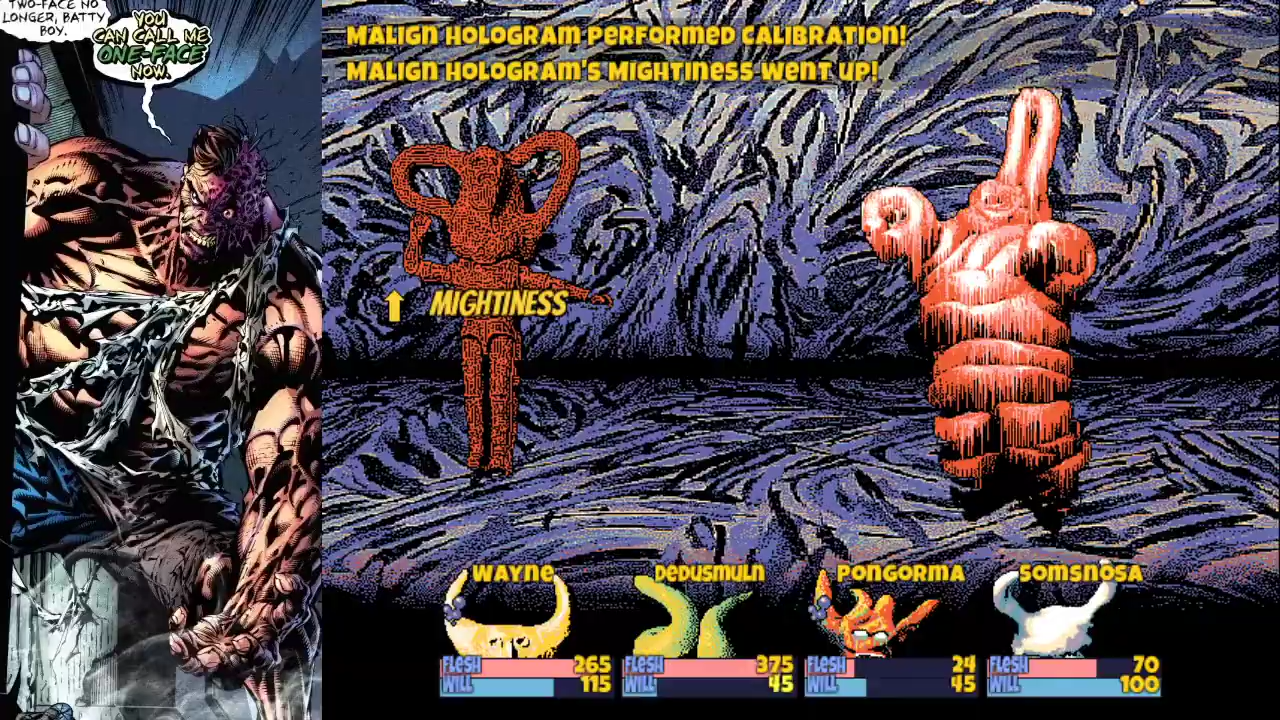 TWO-FACE NO
LONGER, BATTY
BOY.
YOU
CAN CALL ME
ONE-FACE
NOW.
MALIGN HOLOGRAM PERFORMED CALIBRATION!
MALIGN HOLOGRAM'S MIGHTINESS WENT UP!
MIGHTINESS
WAYNE
DEDUSMULN
PONGORMA
SOMSNOSA
FLESH 265
WILL 115
FLESH 375
WILL 45
FLESH 24
WILL 45
FLESH 70
WILL 100